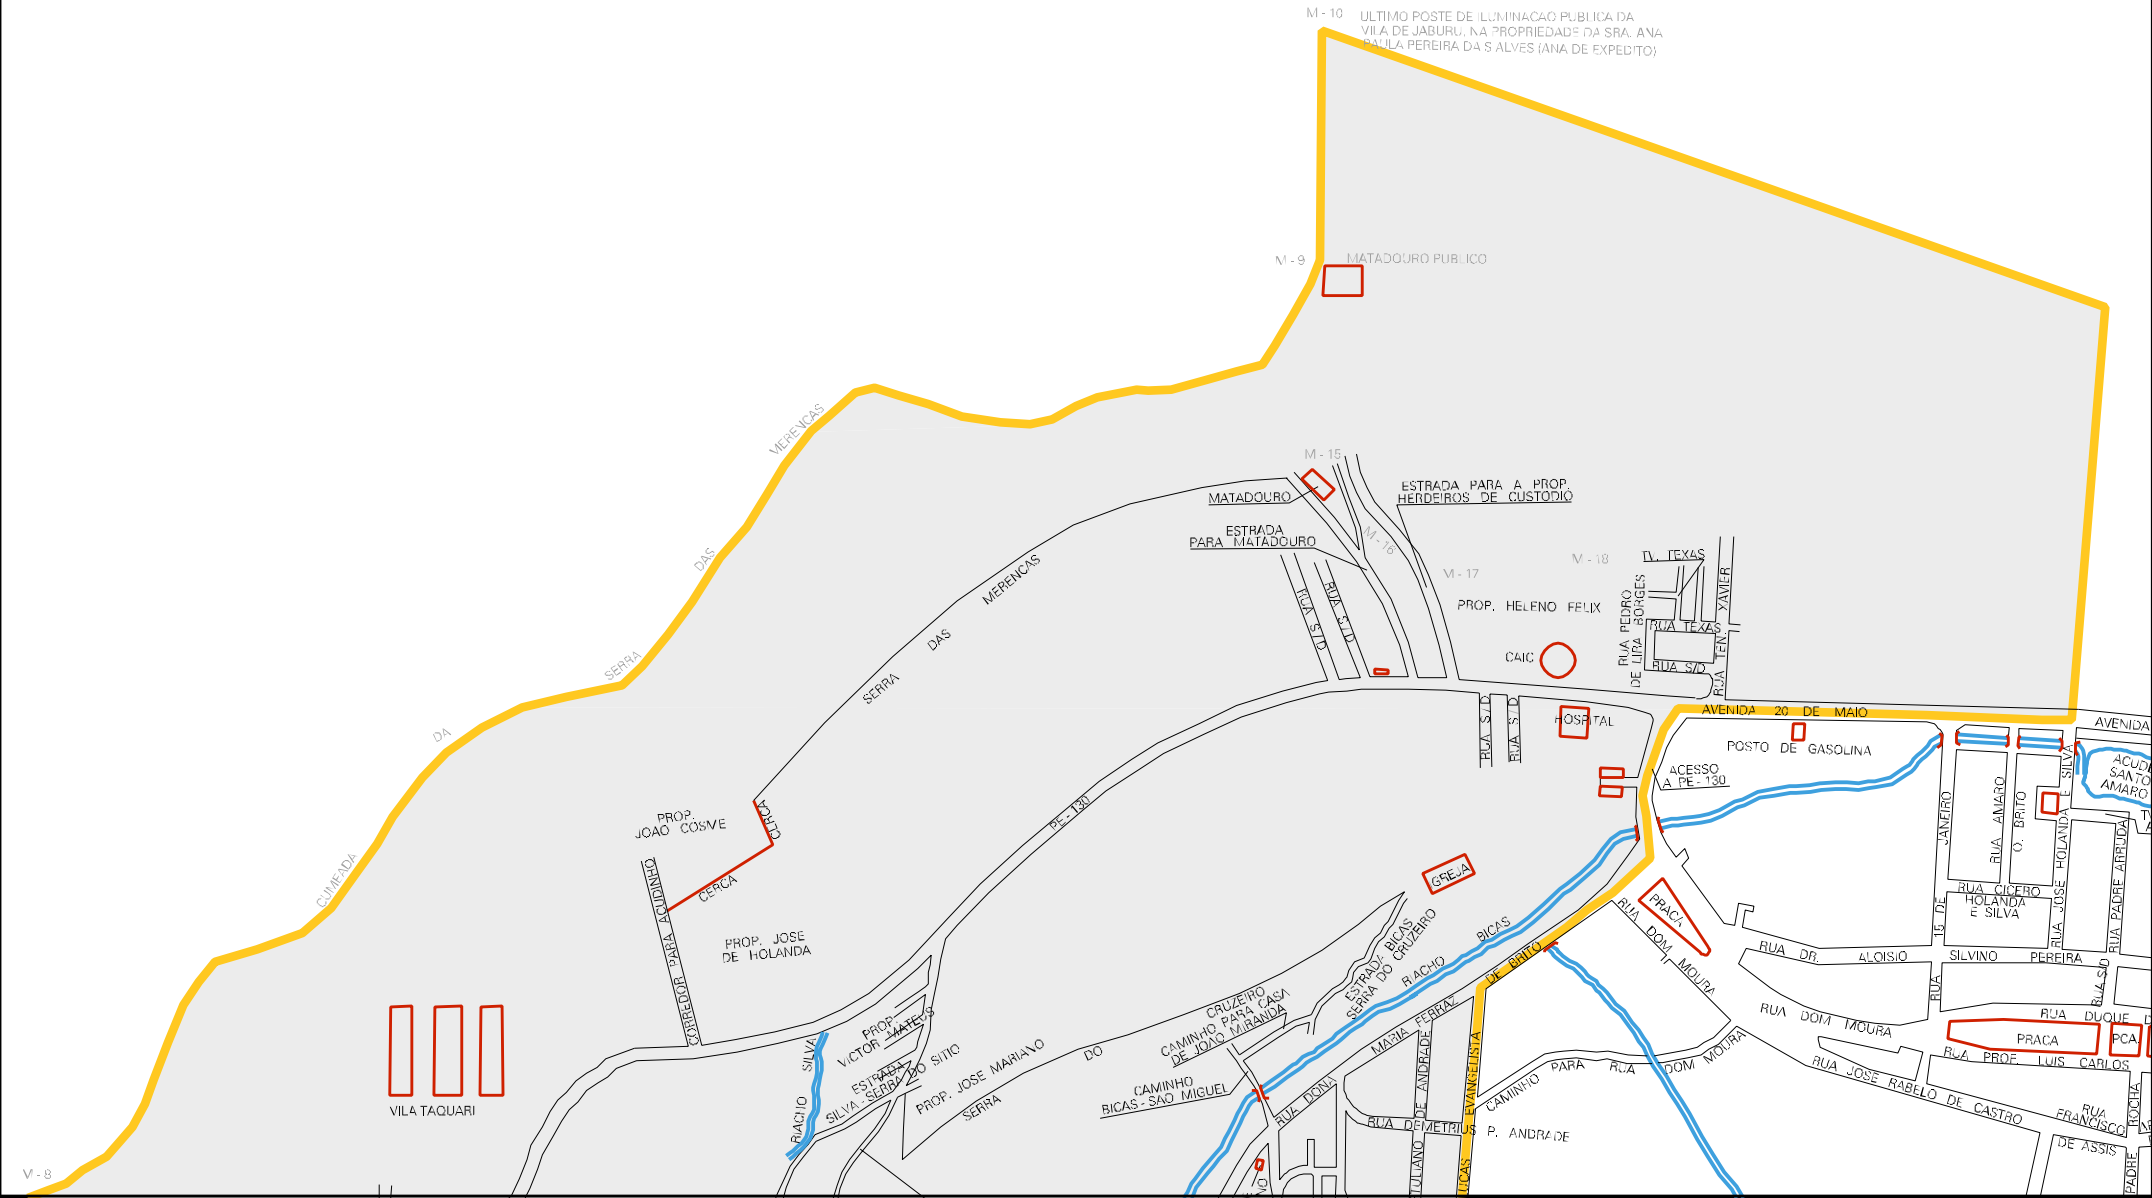 M - 10
ULTIMO POSTE DE ILUMINACAO PUBLICA DA
VILA DE JABURU, NA PROPRIEDADE DA SRA. ANA
PAULA PEREIRA DA S ALVES (ANA DE EXPEDITO)
M - 9
MATADOURO PUBLICO
MERENCAS
DAS
SERRA
DA
CUMEADA
M - 8
M - 15
MATADOURO
ESTRADA PARA A PROP.
HERDEIROS DE CUSTODIO
ESTRADA
PARA MATADOURO
M - 16
M - 17
M - 18
TV. TEXAS
MERENCAS
DAS
SERRA
RUA S/D
RUA S/D
PROP. HELENO FELIX
CAIC
RUA PEDRO
DE LIRA BORGES
RUA TEXAS
RUA S/D
RUA TEN. XAVIER
RUA S/D
RUA S/D
HOSPITAL
AVENIDA 20 DE MAIO
AVENIDA
POSTO DE GASOLINA
ACESSO
A PE - 130
ACUDE
SANTO
AMARO
PROP.
JOAO COSME
CERCA
CERCA
PE - 130
CORREDOR PARA ACUDINHO
PROP. JOSE
DE HOLANDA
IGREJA
PRACA
RUA DOM MOURA
RUA 15 DE JANEIRO
RUA AMARO
O. BRITO
RUA JOSE HOLANDA E SILVA
RUA PADRE ARRUDA
RUA CICERO
HOLANDA
E SILVA
RUA DR. ALOISIO SILVINO PEREIRA
RUA S/D
RUA DOM MOURA
RUA DUQUE D
PRACA
PCA.
RUA PROF. LUIS CARLOS
RUA JOSE RABELO DE CASTRO
RUA
FRANCISCO
DE ASSIS
PADRE ROCHA
ESTRADA BICAS
SERRA DO CRUZEIRO
RIACHO BICAS
RUA DONA MARIA FERRAZ DE BRITO
CAMINHO PARA CASA
DE JOAO MIRANDA
SERRA DO CRUZEIRO
PROP.
VICTOR MATEUS
ESTRADA
SILVA - SERRA DO SITIO
PROP. JOSE MARIANO
RIACHO SILVA
CAMINHO
BICAS - SAO MIGUEL
VILA TAQUARI
TULIANO DE ANDRADE
RUA DEMETRIUS P. ANDRADE
LUCAS EVANGELISTA
CAMINHO PARA RUA DOM MOURA